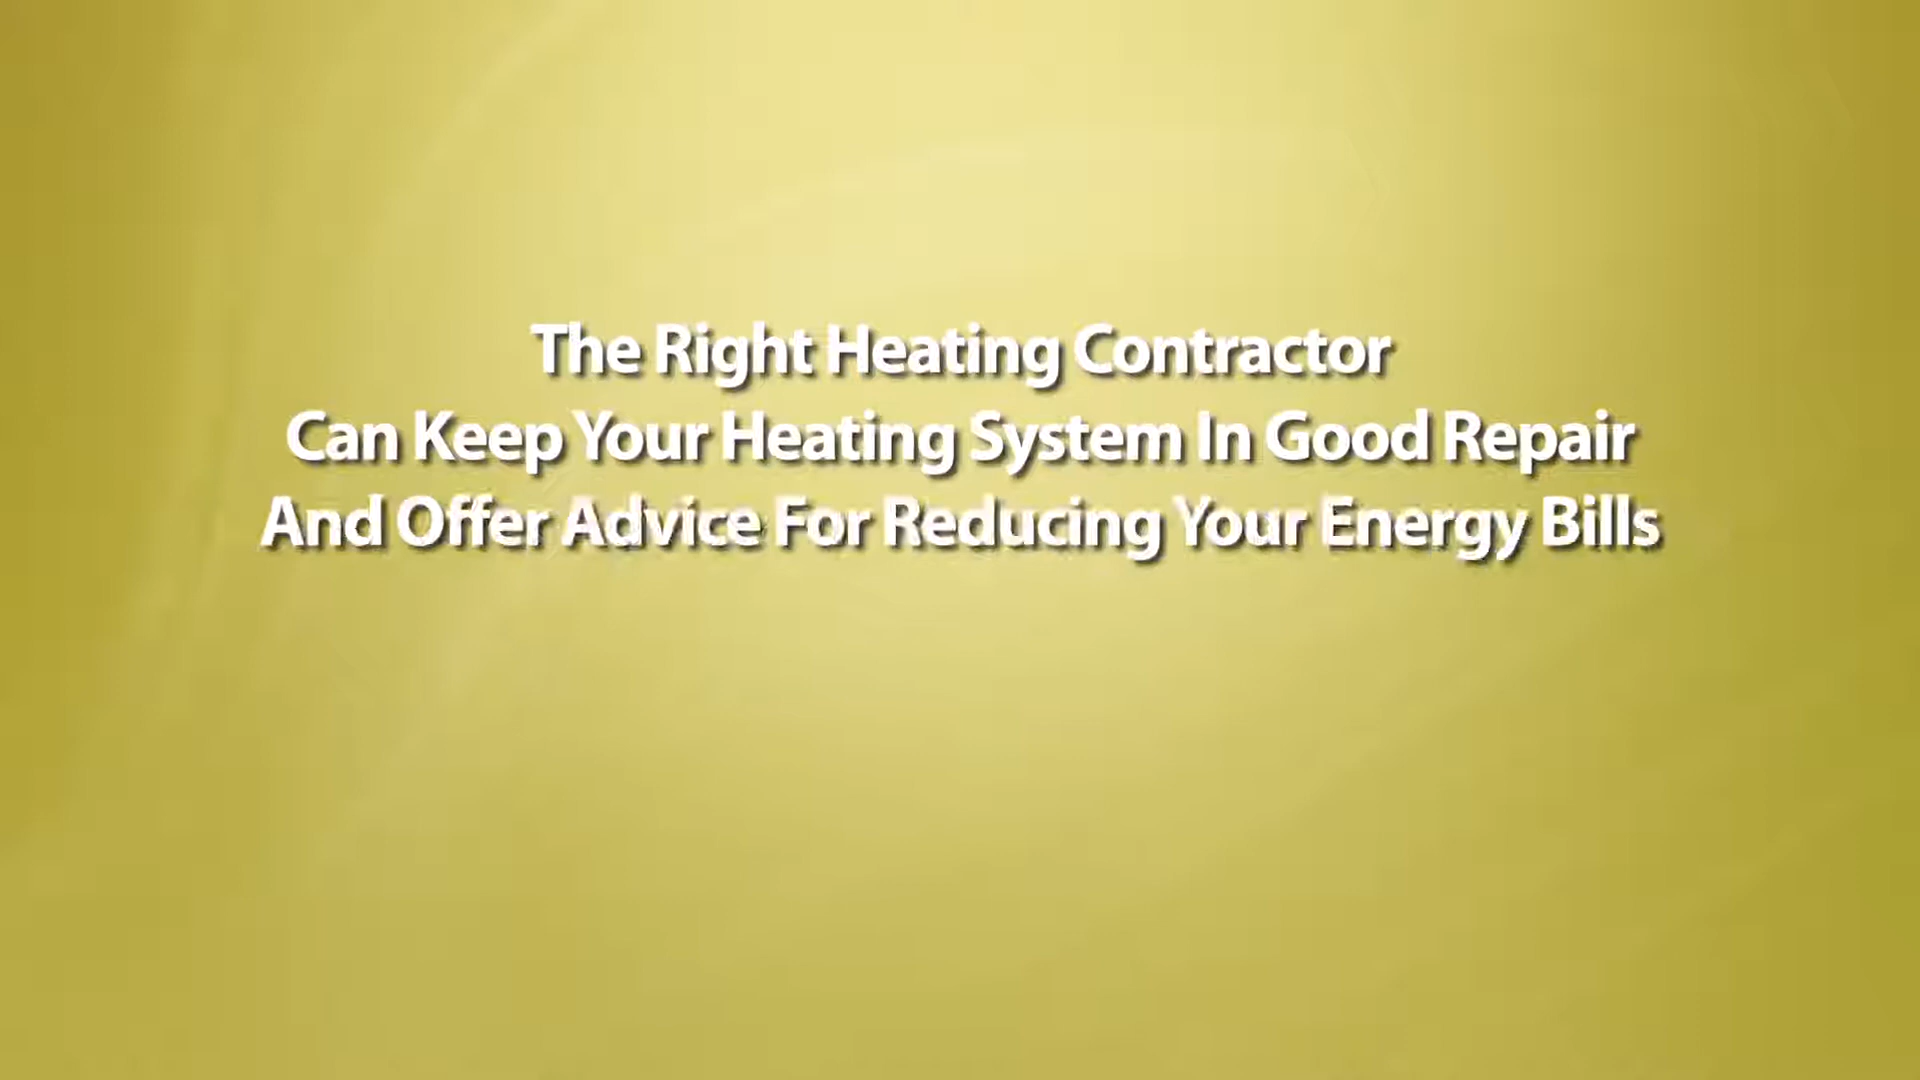 The Right Heating Contractor
Can Keep Your Heating System In Good Repair
And Offer Advice For Reducing Your Energy Bills